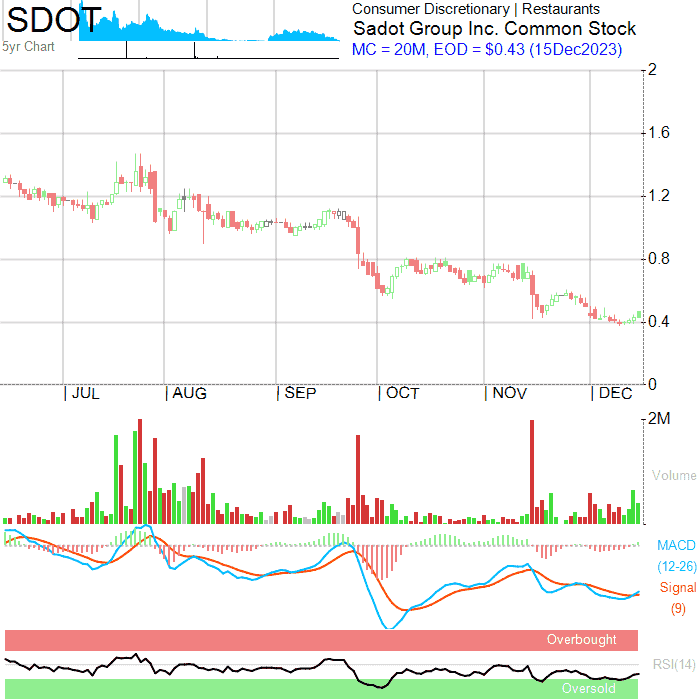 SDOT
5yr Chart
Consumer Discretionary | Restaurants
Sadot Group Inc. Common Stock
MC = 20M, EOD = $0.43 (15Dec2023)
2
1.6
1.2
0.8
0.4
0
| JUL | AUG | SEP | OCT | NOV | DEC
2M
Volume
MACD
(12-26)
Signal
(9)
Overbought
RSI(14)
Oversold